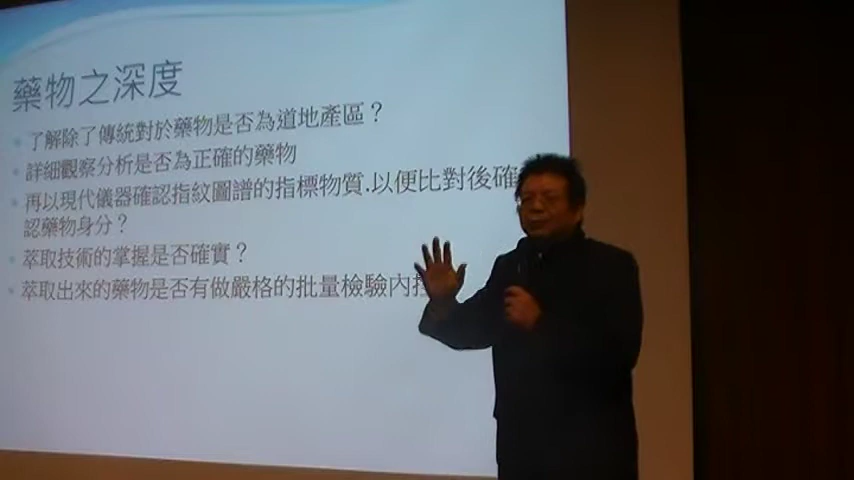 藥物之深度
了解除了傳統對於藥物是否為道地產區？
詳細觀察分析是否為正確的藥物
再以現代儀器確認指紋圖譜的指標物質.以便比對後確
認藥物身分？
萃取技術的掌握是否確實？
萃取出來的藥物是否有做嚴格的批量檢驗內